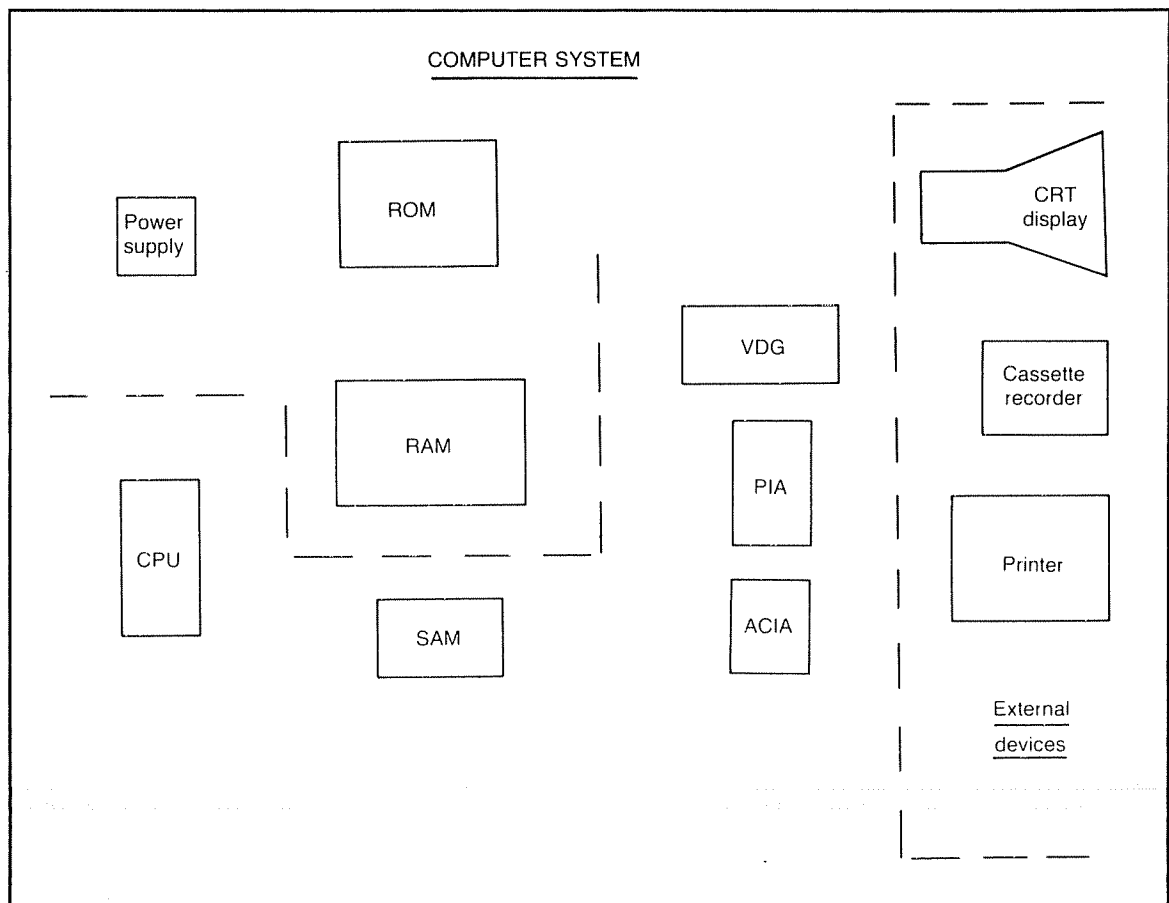 COMPUTER SYSTEM
ROM
Power
supply
CRT
display
VDG
Cassette
recorder
RAM
PIA
CPU
Printer
SAM
ACIA
External
devices